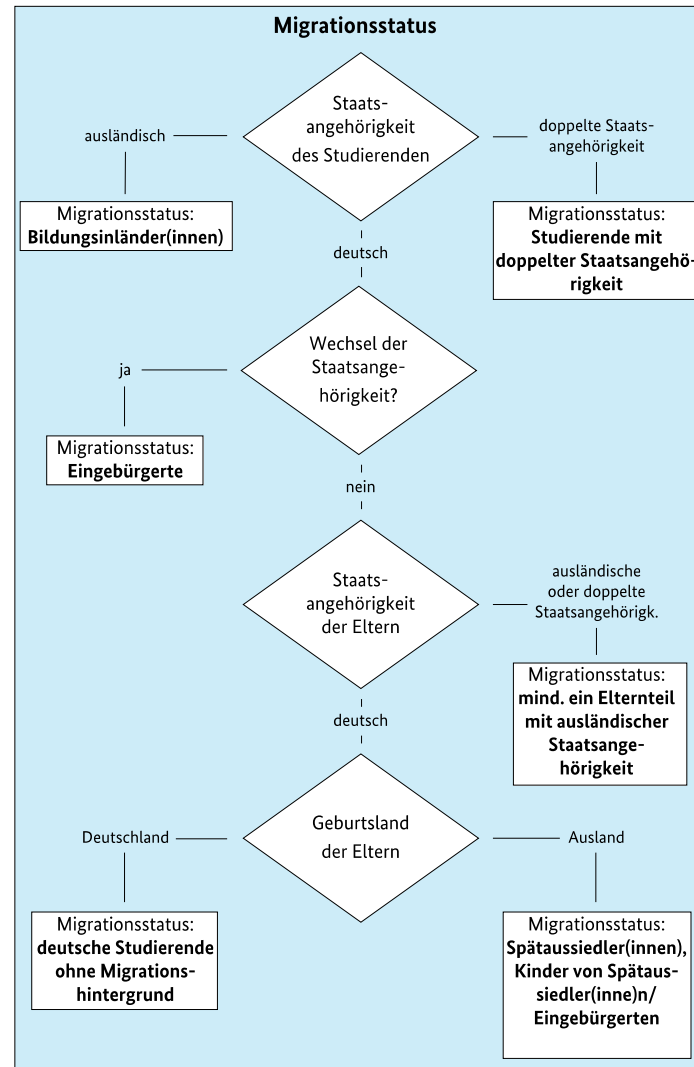 Migrationsstatus
Staats-
angehörigkeit
des Studierenden
ausländisch
doppelte Staats-
angehörigkeit
Migrationsstatus:
Bildungsinländer(innen)
Migrationsstatus:
Studierende mit
doppelter Staatsangehö-
rigkeit
deutsch
Wechsel der
Staatsange-
hörigkeit?
ja
Migrationsstatus:
Eingebürgerte
nein
Staats-
angehörigkeit
der Eltern
ausländische
oder doppelte
Staatsangehörigk.
Migrationsstatus:
mind. ein Elternteil
mit ausländischer
Staatsange-
hörigkeit
deutsch
Geburtsland
der Eltern
Deutschland
Ausland
Migrationsstatus:
deutsche Studierende
ohne Migrations-
hintergrund
Migrationsstatus:
Spätaussiedler(innen),
Kinder von Spätaus-
siedler(inne)n/
Eingebürgerten